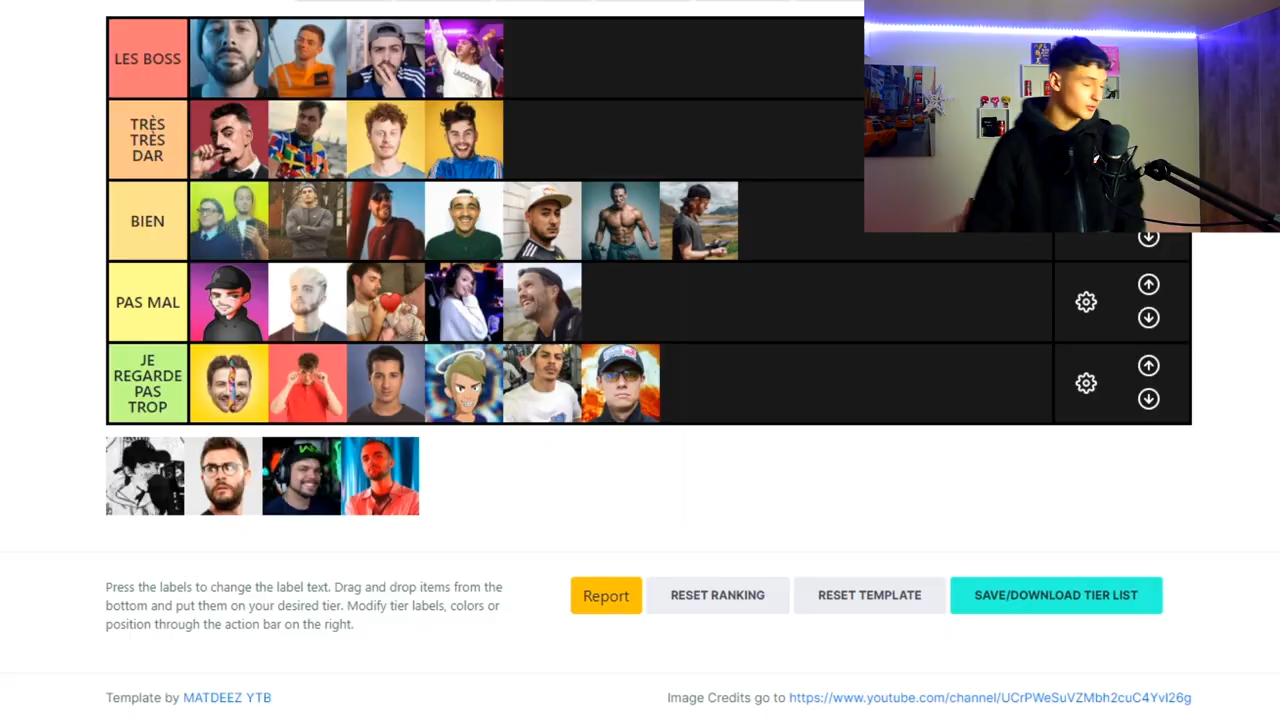 LES BOSS
TRÈS
TRÈS
DAR
BIEN
PAS MAL
JE
REGARDE
PAS
TROP
Press the labels to change the label text. Drag and drop items from the
bottom and put them on your desired tier. Modify tier labels, colors or
position through the action bar on the right.
Report
RESET RANKING
RESET TEMPLATE
SAVE/DOWNLOAD TIER LIST
Template by MATDEEZ YTB
Image Credits go to https://www.youtube.com/channel/UCrPWeSuVZMbh2cuC4YvI26g